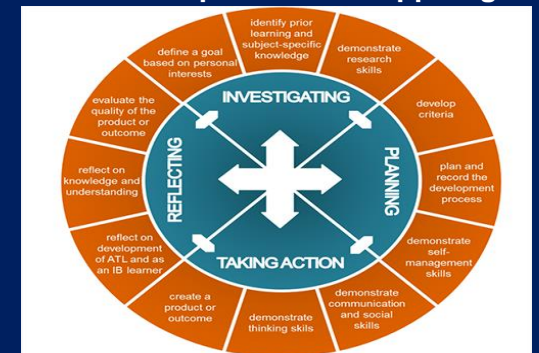 identify prior
learning and
subject-specific
knowledge
demonstrate
research
skills
develop
criteria
plan and
record the
development
process
demonstrate
self-
management
skills
demonstrate
communication
and social
skills
demonstrate
thinking skils
create a
product or
outcome
reflect on
development
of ATL and as
an IB learner
reflect on
knowledge and
understanding
evaluate the
quality of the
product or
outcome
define a goal
based on personal
interests
INVESTIGATING
PLANNING
TAKING ACTION
REFLECTING